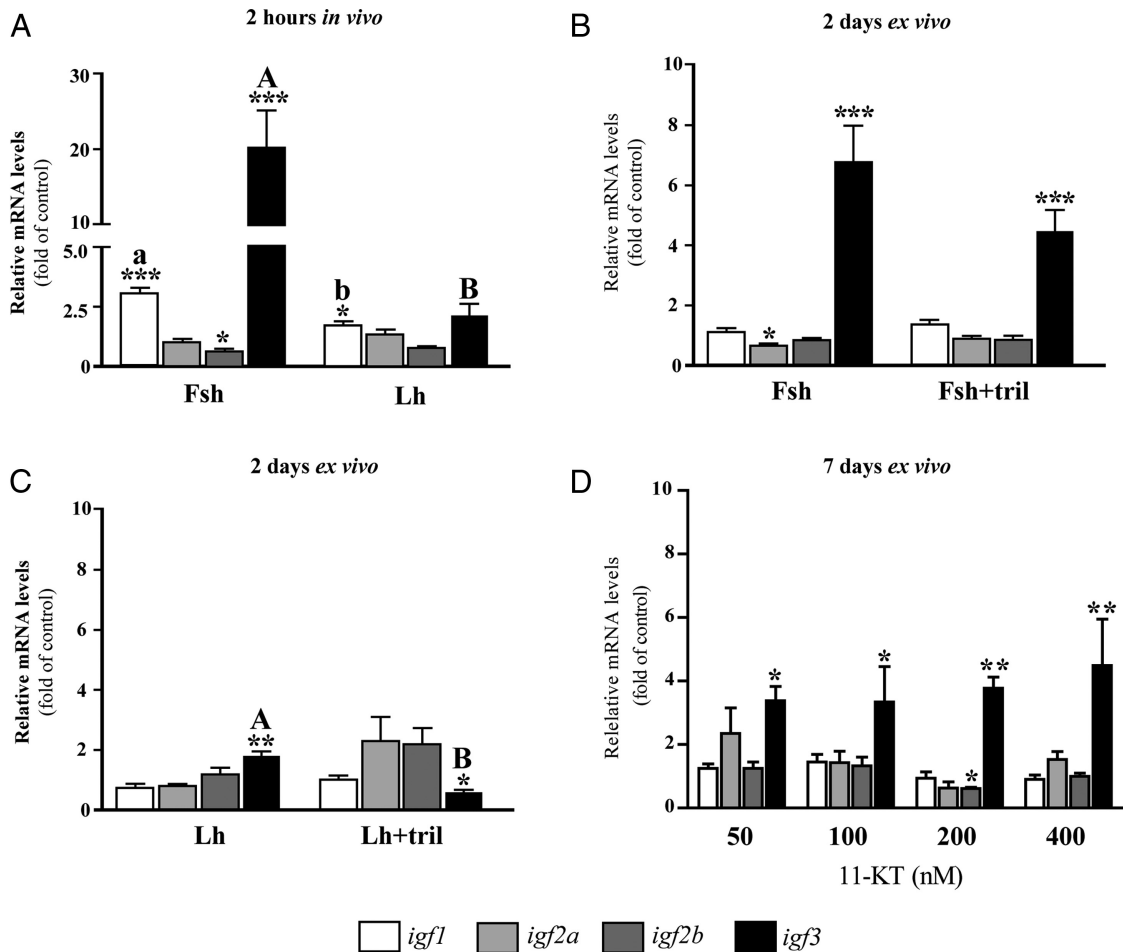 A
2 hours in vivo
Relative mRNA levels
(fold of control)
30
20
10
5.0
2.5
0
a
***
*
A
***
b
*
B
Fsh
Lh
B
2 days ex vivo
Relative mRNA levels
(fold of control)
10
8
6
4
2
0
*
***
***
Fsh
Fsh+tril
C
2 days ex vivo
Relative mRNA levels
(fold of control)
10
8
6
4
2
0
A
**
B
*
Lh
Lh+tril
D
7 days ex vivo
Relelative mRNA levels
(fold of control)
10
8
6
4
2
0
*
*
*
**
**
50
100
200
400
11-KT (nM)
igf1
igf2a
igf2b
igf3